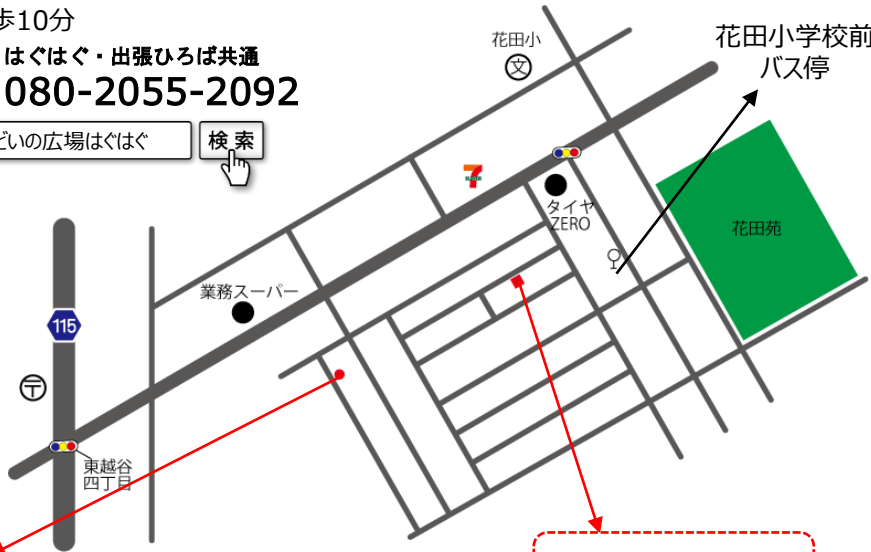 歩10分
はぐはぐ・出張ひろば共通
080-2055-2092
どいの広場はぐはぐ
検索
花田小
文
花田小学校前
バス停
7
タイヤ
ZERO
花田苑
業務スーパー
115
〒
東越谷
四丁目